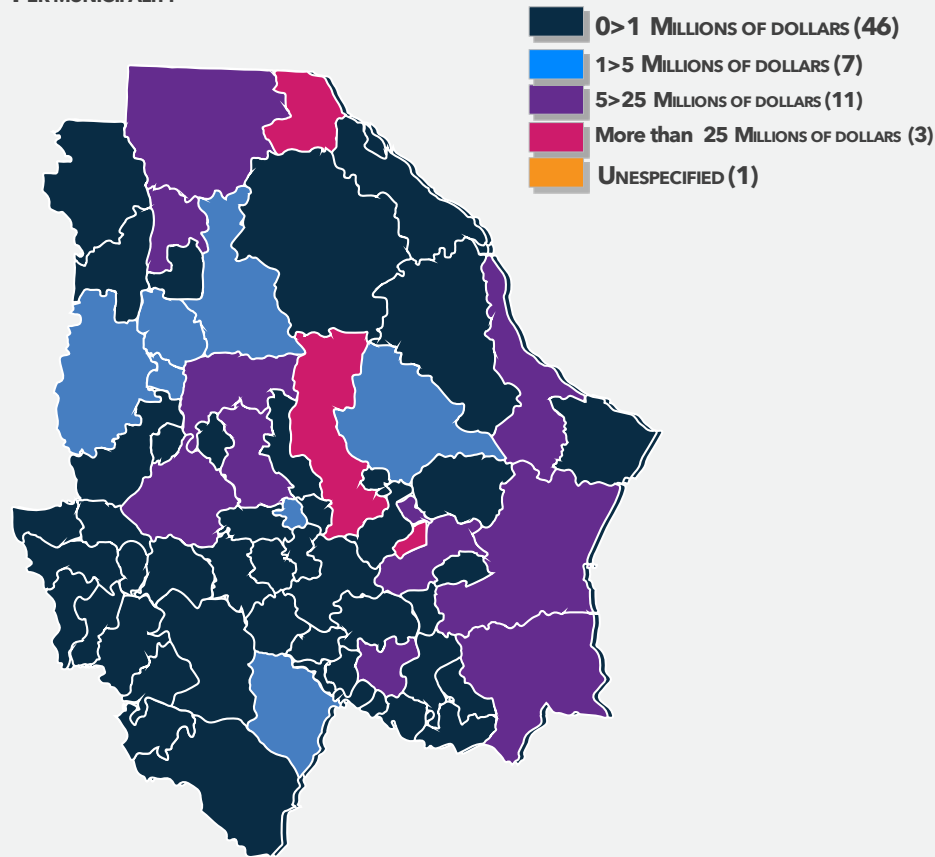 0>1 Millions of dollars (46)
1>5 Millions of dollars (7)
5>25 Millions of dollars (11)
More than 25 Millions of dollars (3)
Unspecified (1)